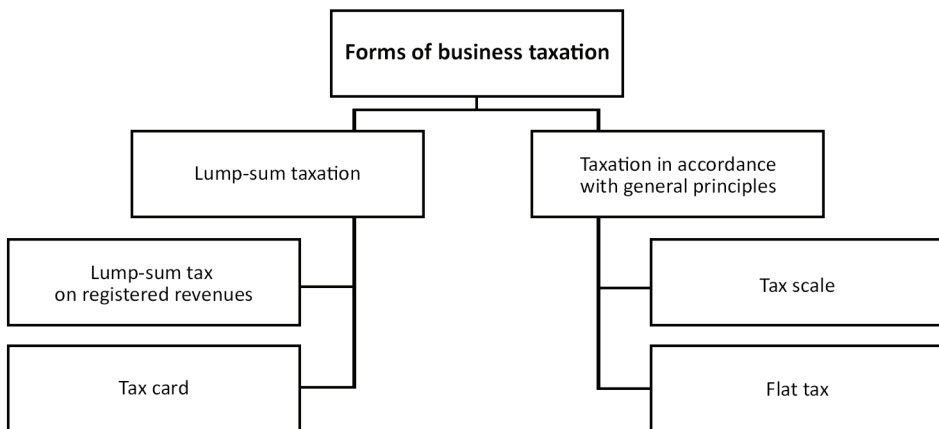 Forms of business taxation
Lump-sum taxation
Taxation in accordance
with general principles
Lump-sum tax
on registered revenues
Tax scale
Tax card
Flat tax